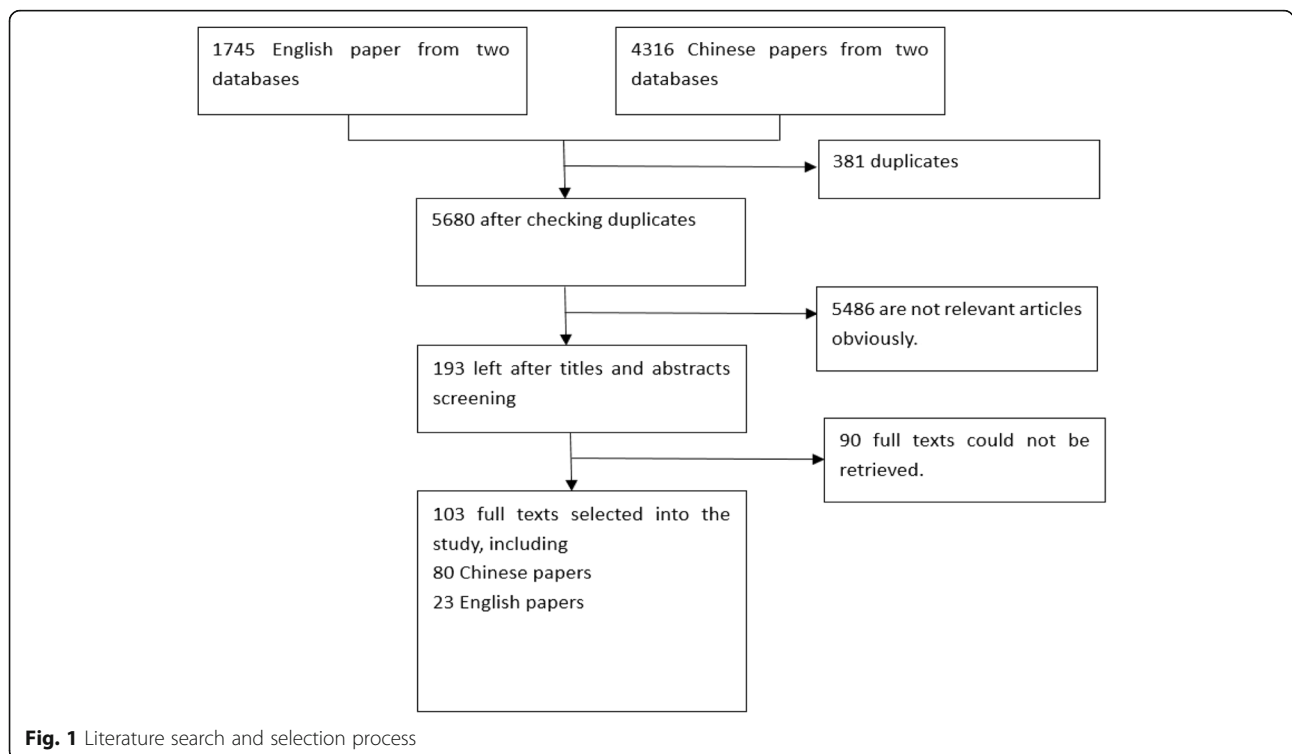 1745 English paper from two
databases
4316 Chinese papers from two
databases
381 duplicates
5680 after checking duplicates
5486 are not relevant articles
obviously.
193 left after titles and abstracts
screening
90 full texts could not be
retrieved.
103 full texts selected into the
study, including
80 Chinese papers
23 English papers
Fig. 1 Literature search and selection process